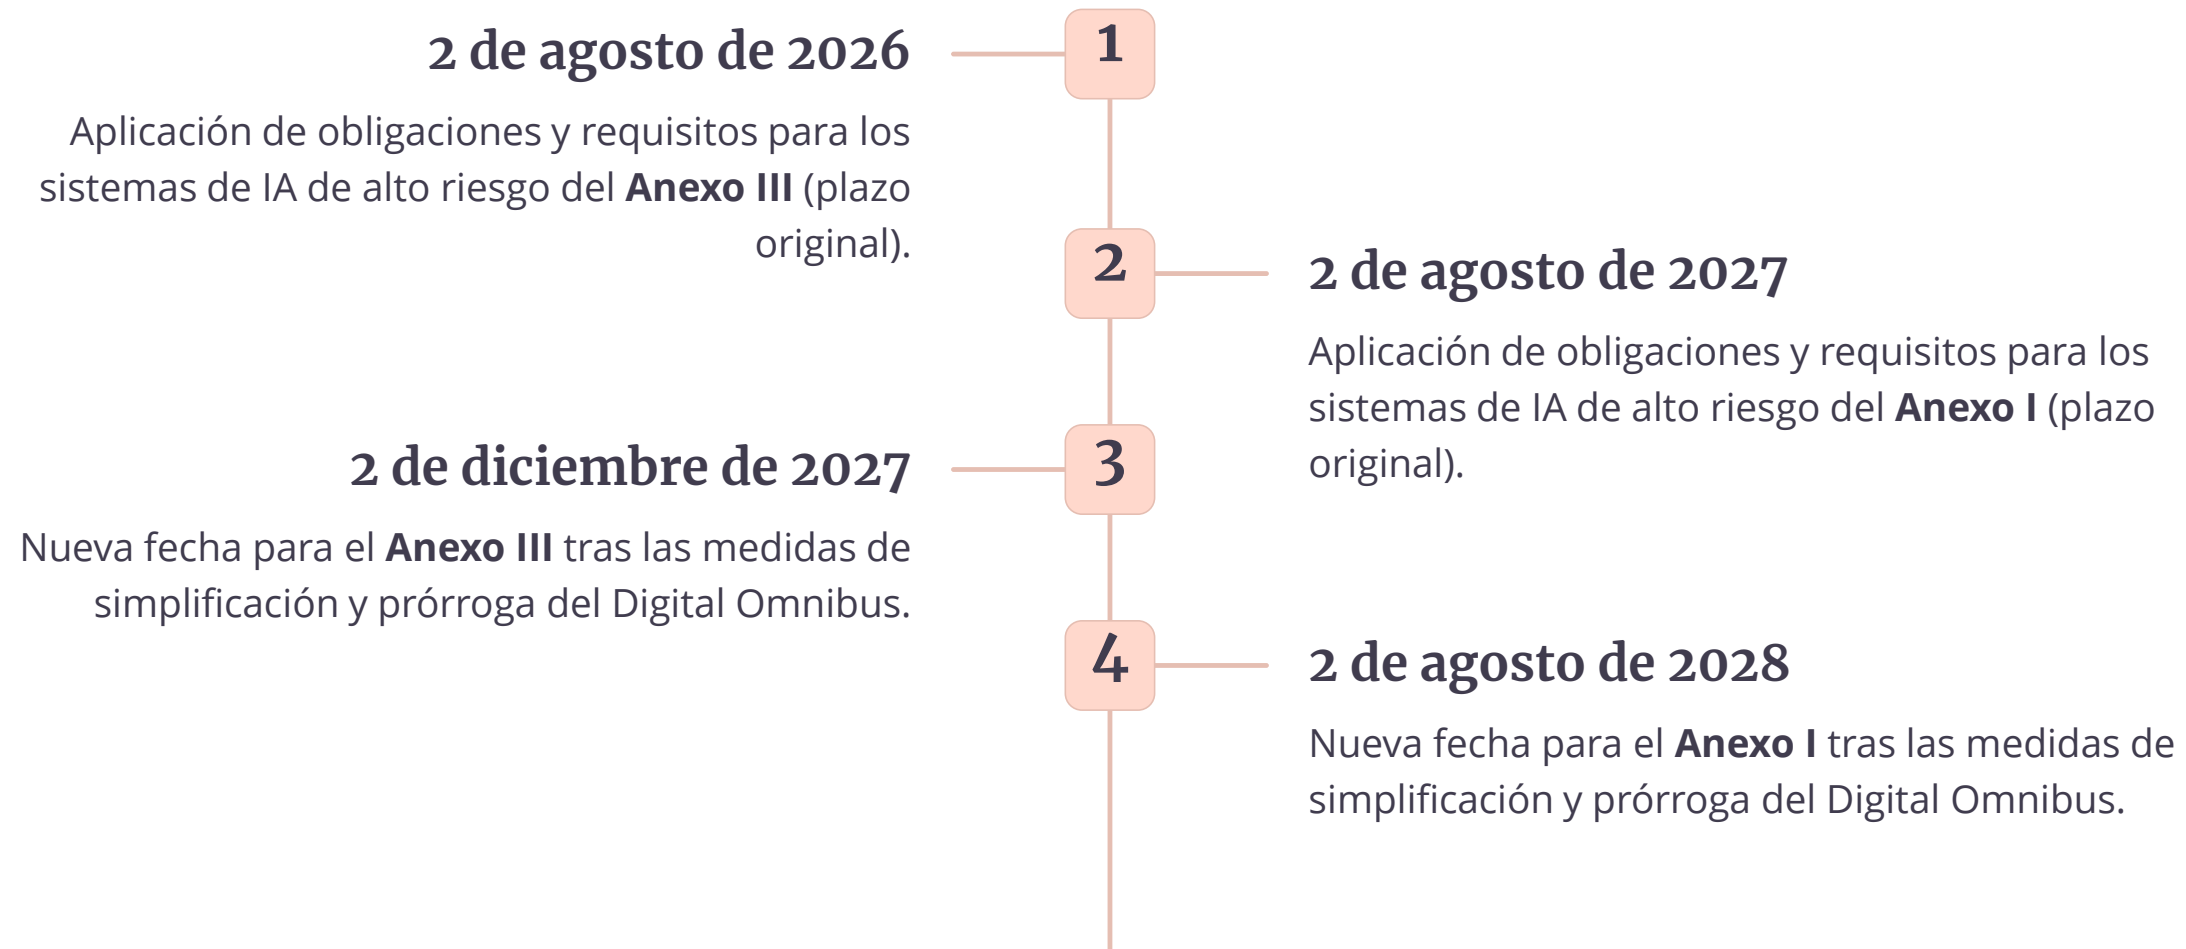 1
2 de agosto de 2026
Aplicación de obligaciones y requisitos para los
sistemas de IA de alto riesgo del Anexo III (plazo
original).
2
2 de agosto de 2027
Aplicación de obligaciones y requisitos para los
sistemas de IA de alto riesgo del Anexo I (plazo
original).
3
2 de diciembre de 2027
Nueva fecha para el Anexo III tras las medidas de
simplificación y prórroga del Digital Omnibus.
4
2 de agosto de 2028
Nueva fecha para el Anexo I tras las medidas de
simplificación y prórroga del Digital Omnibus.